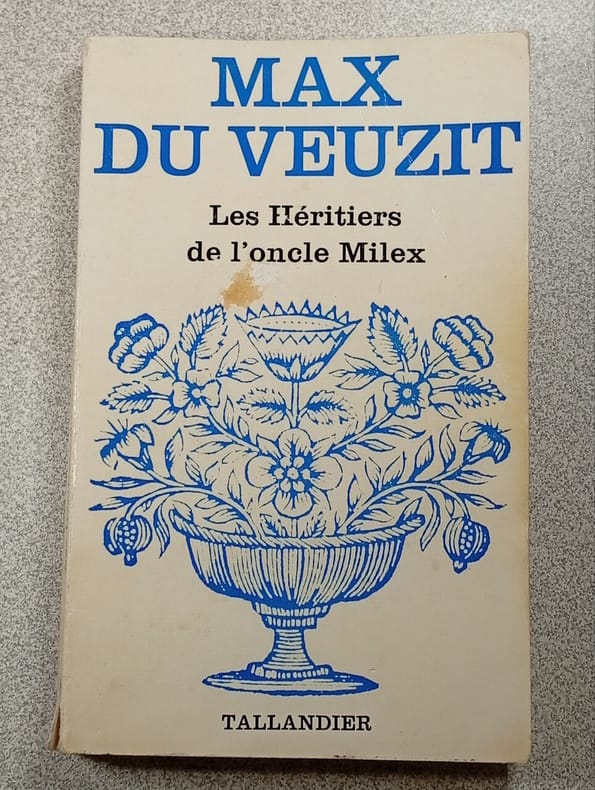 MAX
DU VEUZIT
Les Héritiers
de l'oncle Milex
TALLANDIER